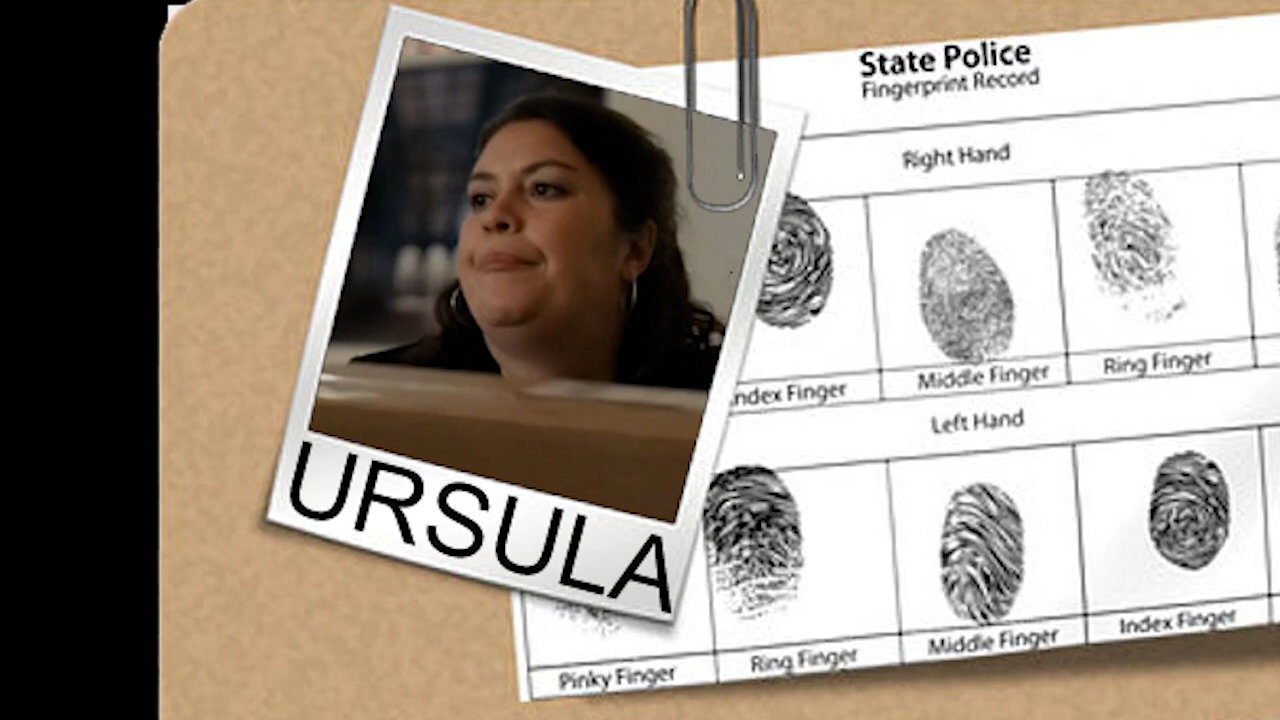 State Police
Fingerprint Record
Right Hand
ndex Finger
Middle Finger
Ring Finger
Left Hand
URSULA
Pinky Finger
Ring Finger
Middle Finger
Index Finger